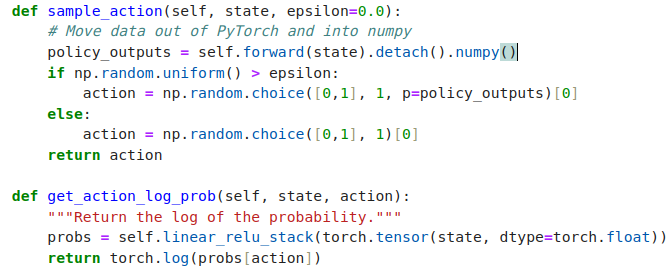 def sample_action(self, state, epsilon=0.0):
    # Move data out of PyTorch and into numpy
    policy_outputs = self.forward(state).detach().numpy()
    if np.random.uniform() > epsilon:
        action = np.random.choice([0,1], 1, p=policy_outputs)[0]
    else:
        action = np.random.choice([0,1], 1)[0]
    return action

def get_action_log_prob(self, state, action):
    """Return the log of the probability."""
    probs = self.linear_relu_stack(torch.tensor(state, dtype=torch.float))
    return torch.log(probs[action])